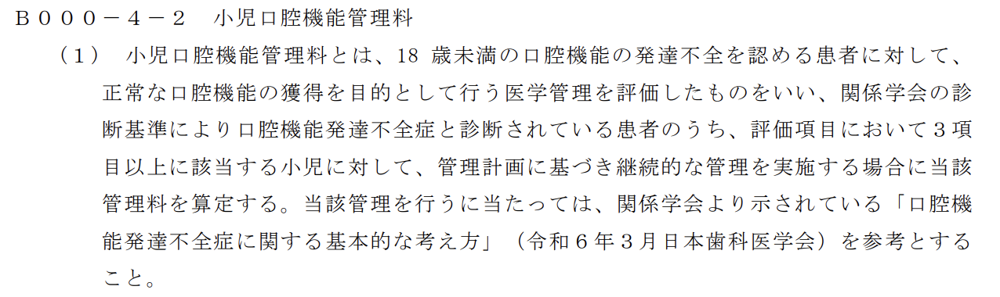 Ｂ０００－４－２　小児口腔機能管理料
（１）　小児口腔機能管理料とは、18 歳未満の口腔機能の発達不全を認める患者に対して、
正常な口腔機能の獲得を目的として行う医学管理を評価したものをいい、関係学会の診
断基準により口腔機能発達不全症と診断されている患者のうち、評価項目において３項
目以上に該当する小児に対して、管理計画に基づき継続的な管理を実施する場合に当該
管理料を算定する。当該管理を行うに当たっては、関係学会より示されている「口腔機
能発達不全症に関する基本的な考え方」（令和６年３月日本歯科医学会）を参考とする
こと。